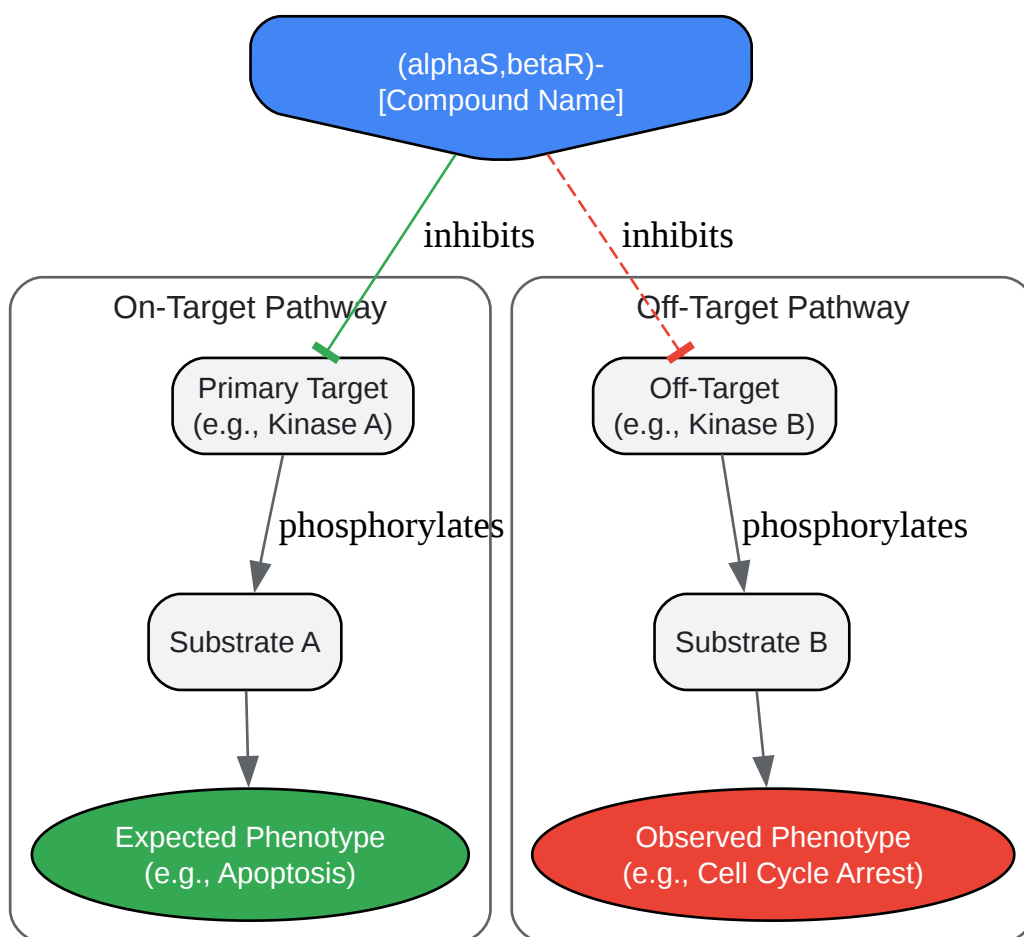 (alphaS,betaR)-
[Compound Name]
inhibits
inhibits
On-Target Pathway
Off-Target Pathway
Primary Target
(e.g., Kinase A)
Off-Target
(e.g., Kinase B)
phosphorylates
phosphorylates
Substrate A
Substrate B
Expected Phenotype
(e.g., Apoptosis)
Observed Phenotype
(e.g., Cell Cycle Arrest)